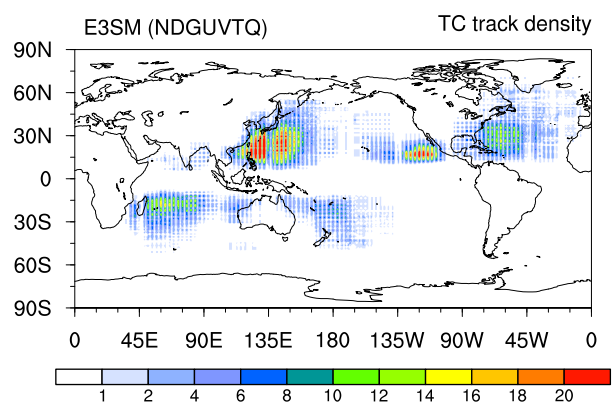 E3SM (NDGUVTQ) TC track density
90N
60N
30N
0
30S
60S
90S
0 45E 90E 135E 180 135W 90W 45W 0
1 2 4 6 8 10 12 14 16 18 20